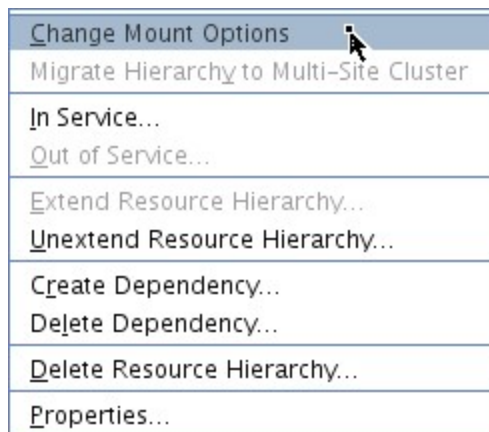 Change Mount Options
Migrate Hierarchy to Multi-Site Cluster
In Service...
Out of Service...
Extend Resource Hierarchy...
Unextend Resource Hierarchy...
Create Dependency...
Delete Dependency...
Delete Resource Hierarchy...
Properties...